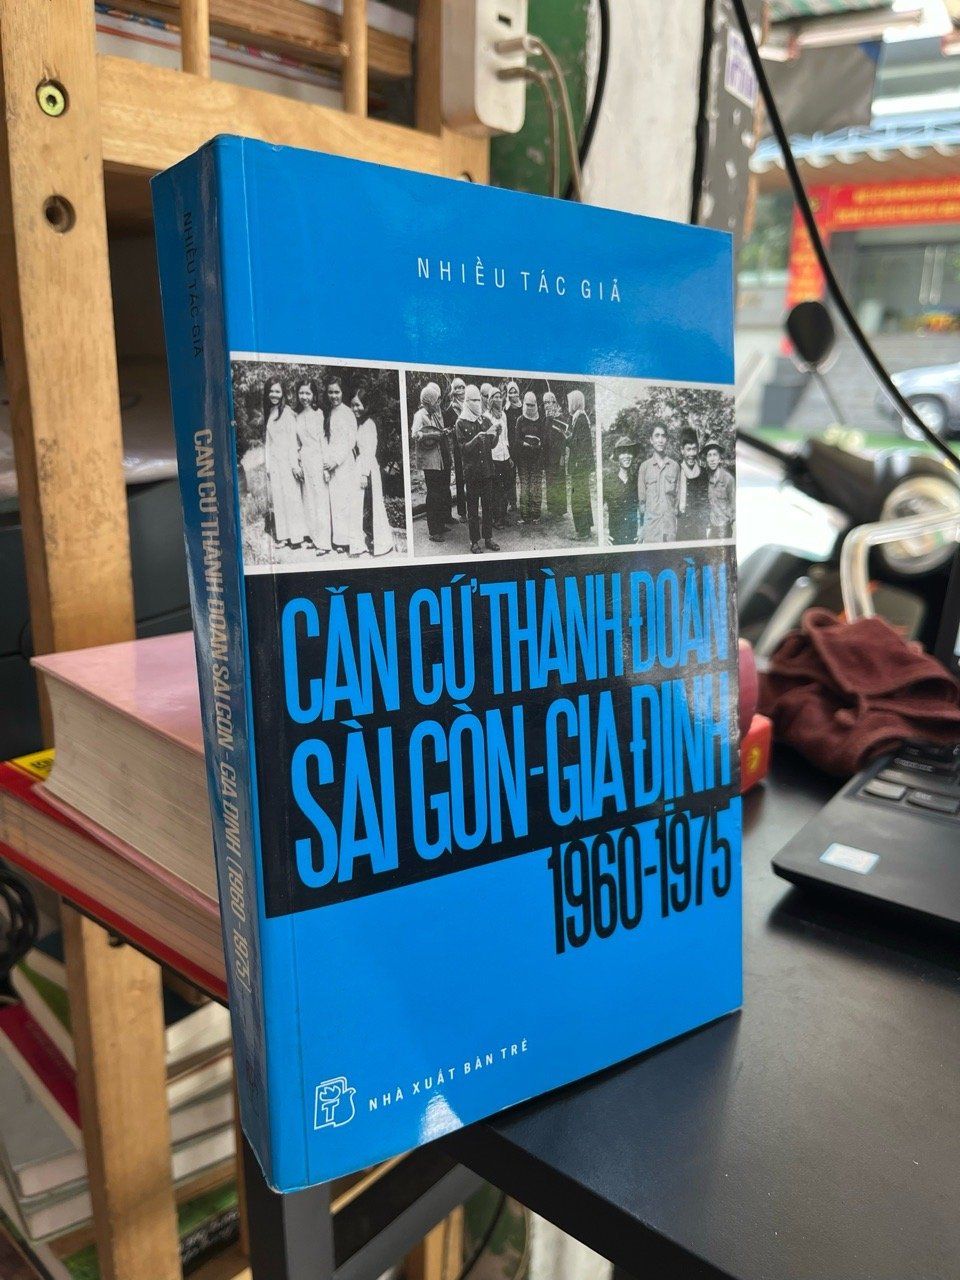 NHIỀU TÁC GIẢ
CĂN CỨ THÀNH ĐOÀN
SÀI GÒN-GIA ĐỊNH
1960-1975
NHÀ XUẤT BẢN TRẺ
NHIỀU TÁC GIẢ
CĂN CỨ THÀNH ĐOÀN SÀI GÒN - GIA ĐỊNH (1960 - 1975)